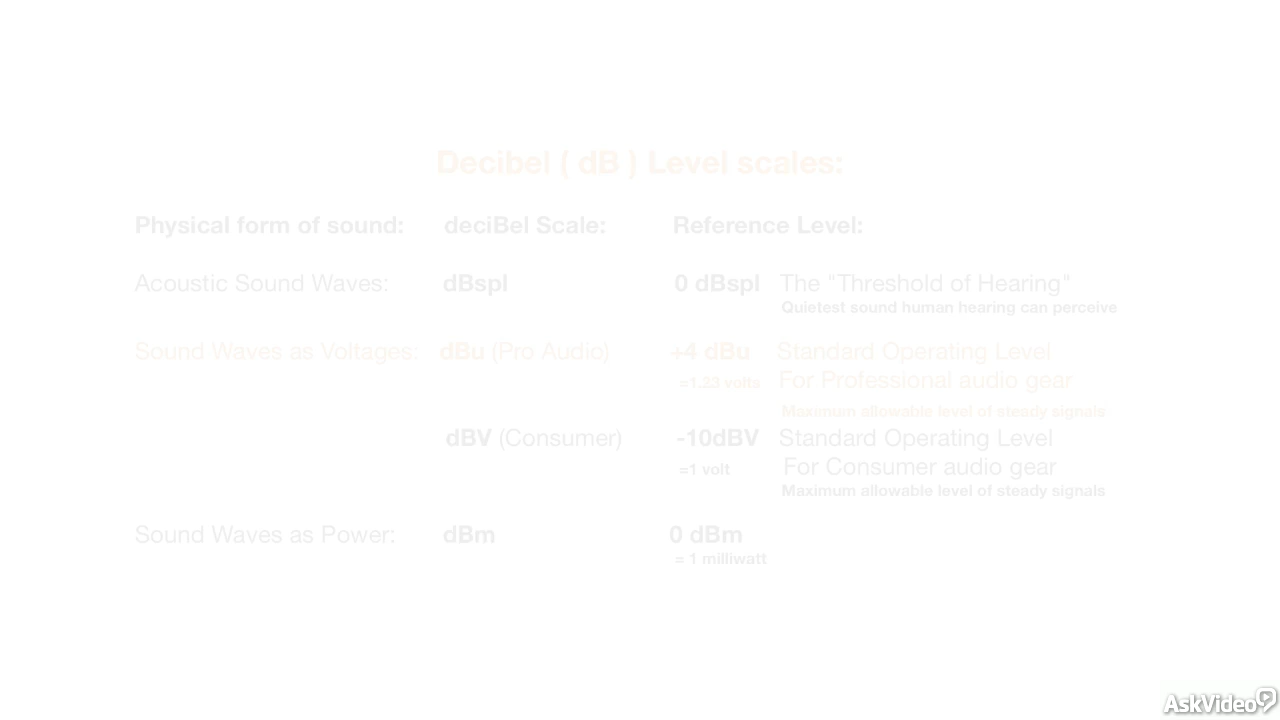 Decibel ( dB ) Level scales:
Physical form of sound: deciBel Scale: Reference Level:
Acoustic Sound Waves: dBspl 0 dBspl The "Threshold of Hearing"
Quietest sound human hearing can perceive
Sound Waves as Voltages: dBu (Pro Audio) +4 dBu Standard Operating Level
=1.23 volts For Professional audio gear
Maximum allowable level of steady signals
dBV (Consumer) -10dBV Standard Operating Level
=1 volt For Consumer audio gear
Maximum allowable level of steady signals
Sound Waves as Power: dBm 0 dBm
= 1 milliwatt
AskVideo